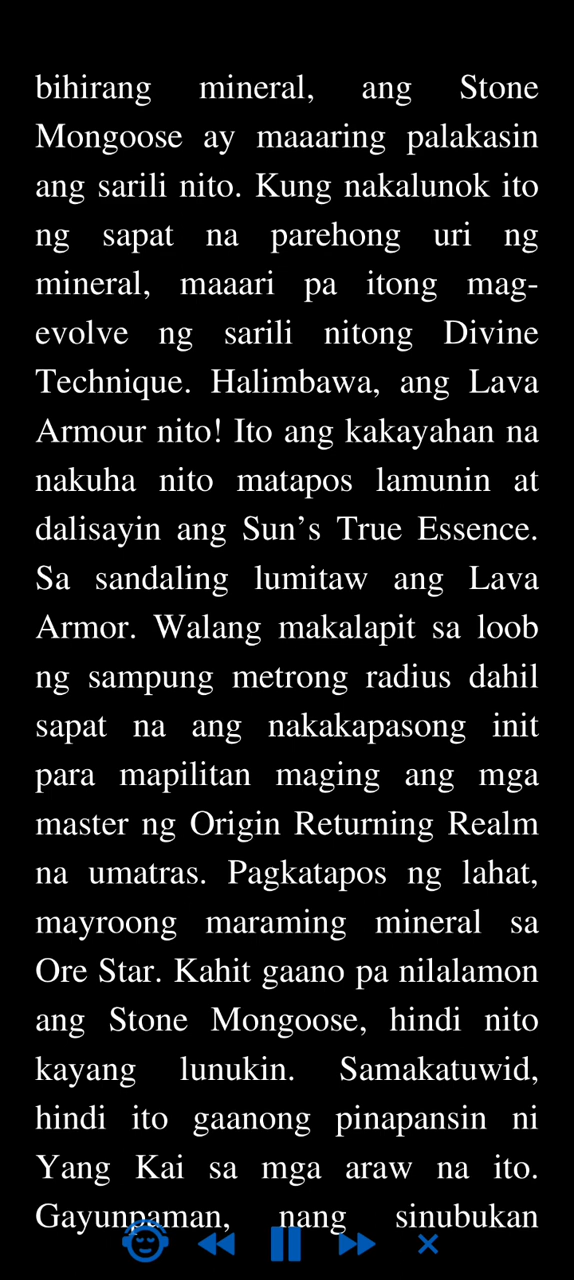 bihirang mineral, ang Stone
Mongoose ay maaaring palakasin
ang sarili nito. Kung nakalunok ito
ng sapat na parehong uri ng
mineral, maaari pa itong mag-
evolve ng sarili nitong Divine
Technique. Halimbawa, ang Lava
Armour nito! Ito ang kakayahan na
nakuha nito matapos lamunin at
dalisayin ang Sun’s True Essence.
Sa sandaling lumitaw ang Lava
Armor. Walang makalapit sa loob
ng sampung metrong radius dahil
sapat na ang nakakapasong init
para mapilitan maging ang mga
master ng Origin Returning Realm
na umatras. Pagkatapos ng lahat,
mayroong maraming mineral sa
Ore Star. Kahit gaano pa nilalamon
ang Stone Mongoose, hindi nito
kayang lunukin. Samakatuwid,
hindi ito gaanong pinapansin ni
Yang Kai sa mga araw na ito.
Gayunpaman, nang sinubukan